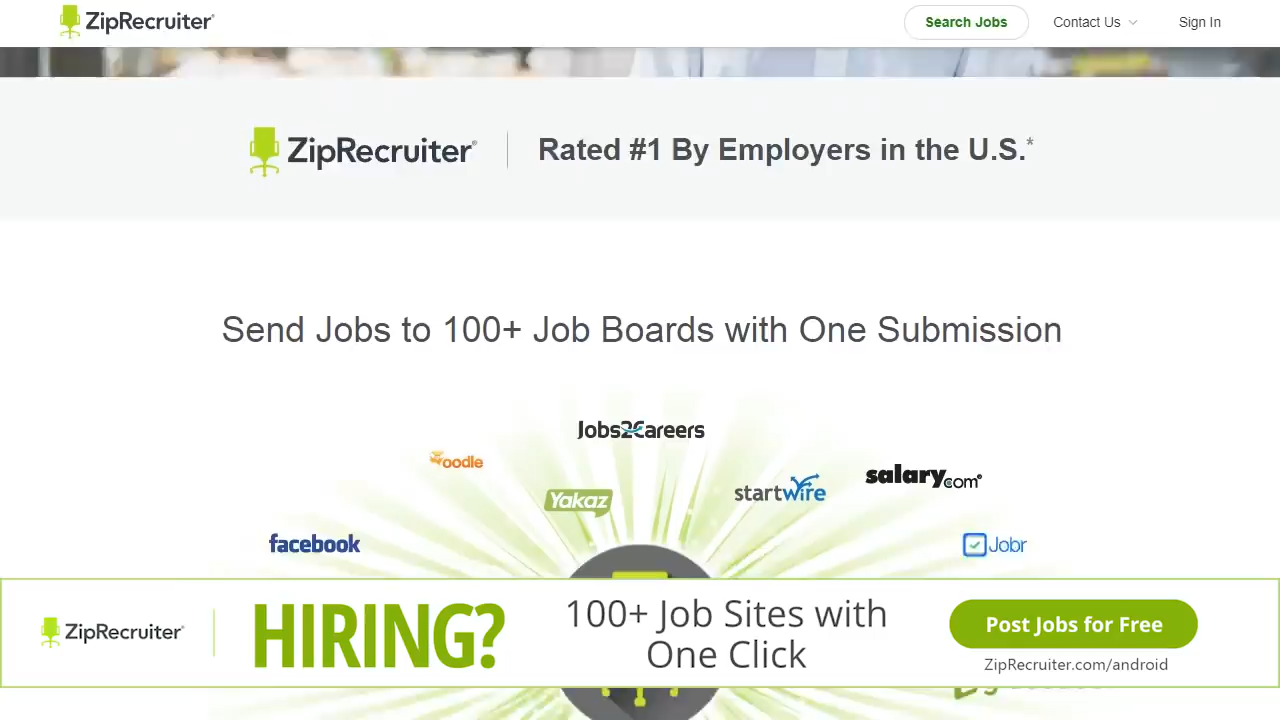 ZipRecruiter
Search Jobs
Contact Us
Sign In
ZipRecruiter
Rated #1 By Employers in the U.S.*
Send Jobs to 100+ Job Boards with One Submission
Jobs2Careers
oodle
Yakaz
startwire
salary.com
facebook
Jobr
ZipRecruiter
HIRING?
100+ Job Sites with
One Click
Post Jobs for Free
ZipRecruiter.com/android